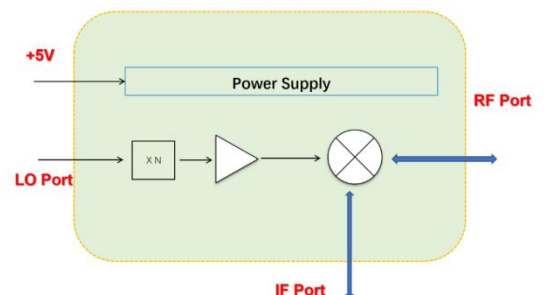 +5V
Power Supply
RF Port
X N
LO Port
IF Port